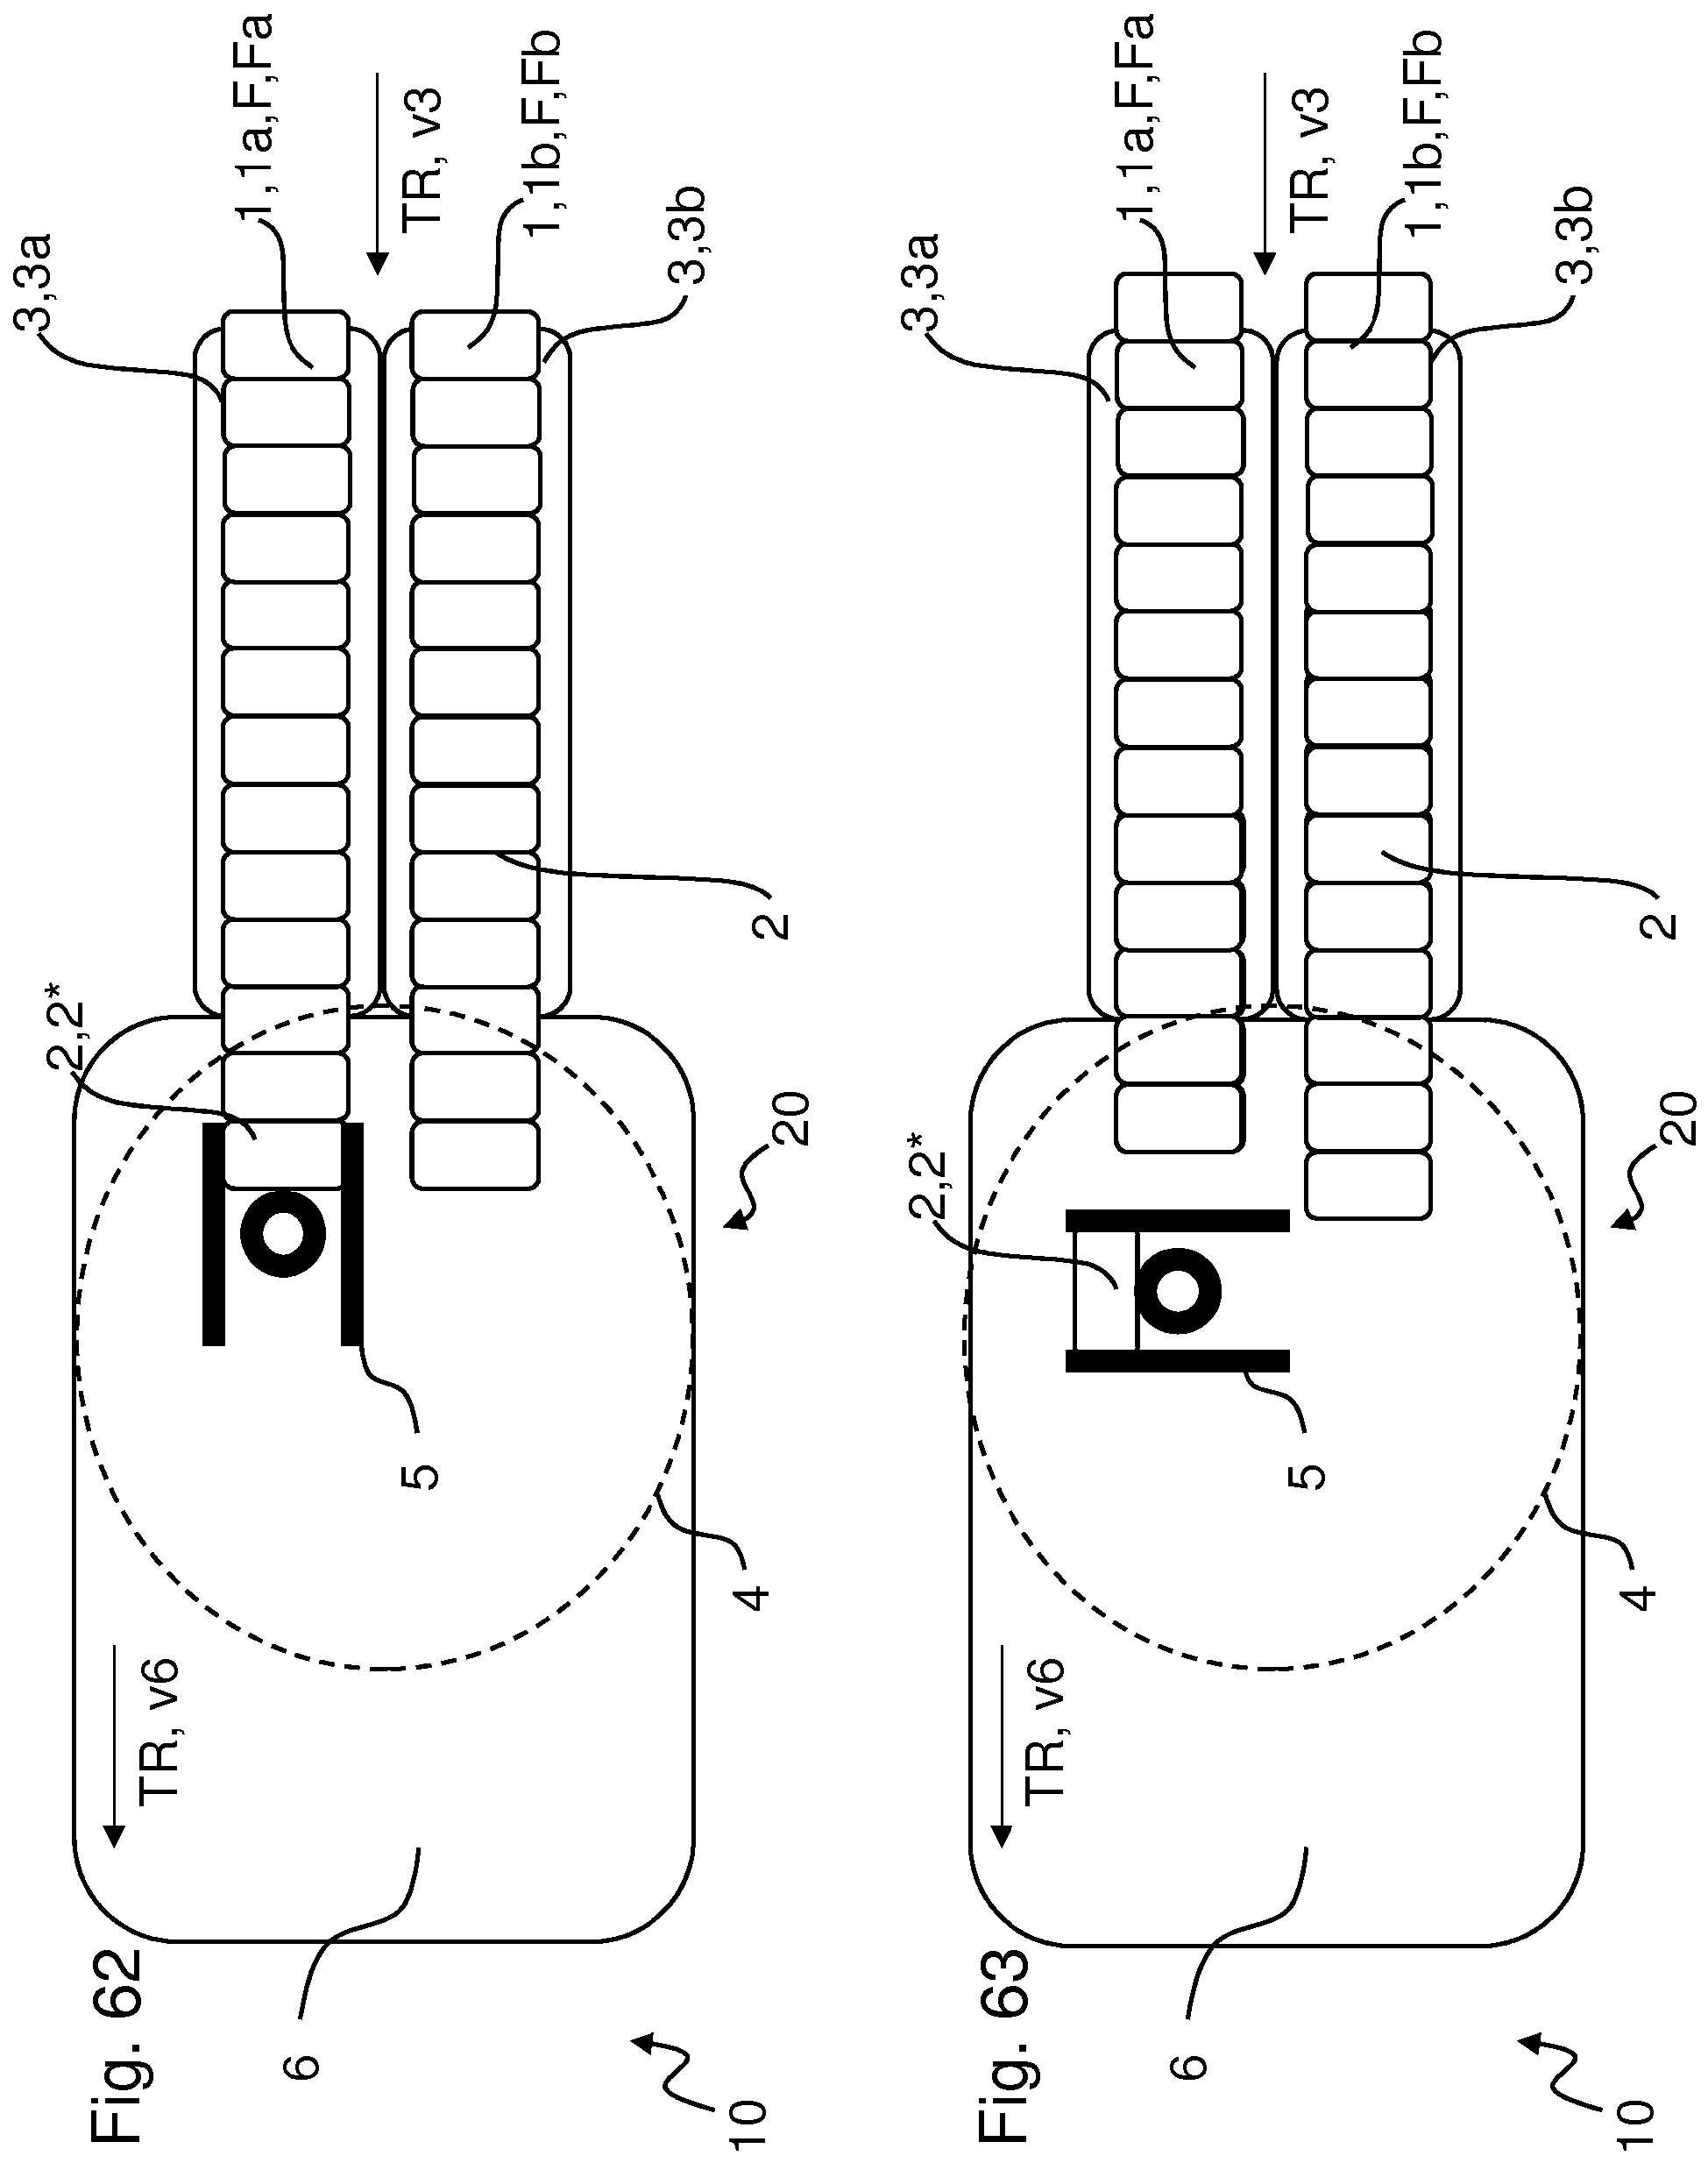 Fig. 62
3,3a
1,1a,F,Fa
TR, v3
1,1b,F,Fb
3,3b
2,2*
2
20
5
4
TR, v6
6
10
Fig. 63
3,3a
1,1a,F,Fa
TR, v3
1,1b,F,Fb
3,3b
2,2*
2
20
5
4
TR, v6
6
10